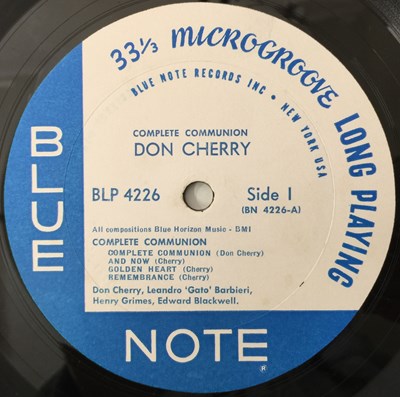 33⅓ MICROGROOVE LONG PLAYING
BLUE NOTE RECORDS INC • NEW YORK USA
COMPLETE COMMUNION
DON CHERRY
BLP 4226
Side 1
(BN 4226-A)
All compositions Blue Horizon Music - BMI
COMPLETE COMMUNION
COMPLETE COMMUNION (Don Cherry)
AND NOW (Cherry)
GOLDEN HEART (Cherry)
REMEMBRANCE (Cherry)
Don Cherry, Leandro 'Gato' Barbieri,
Henry Grimes, Edward Blackwell.
BLUE
NOTE
®